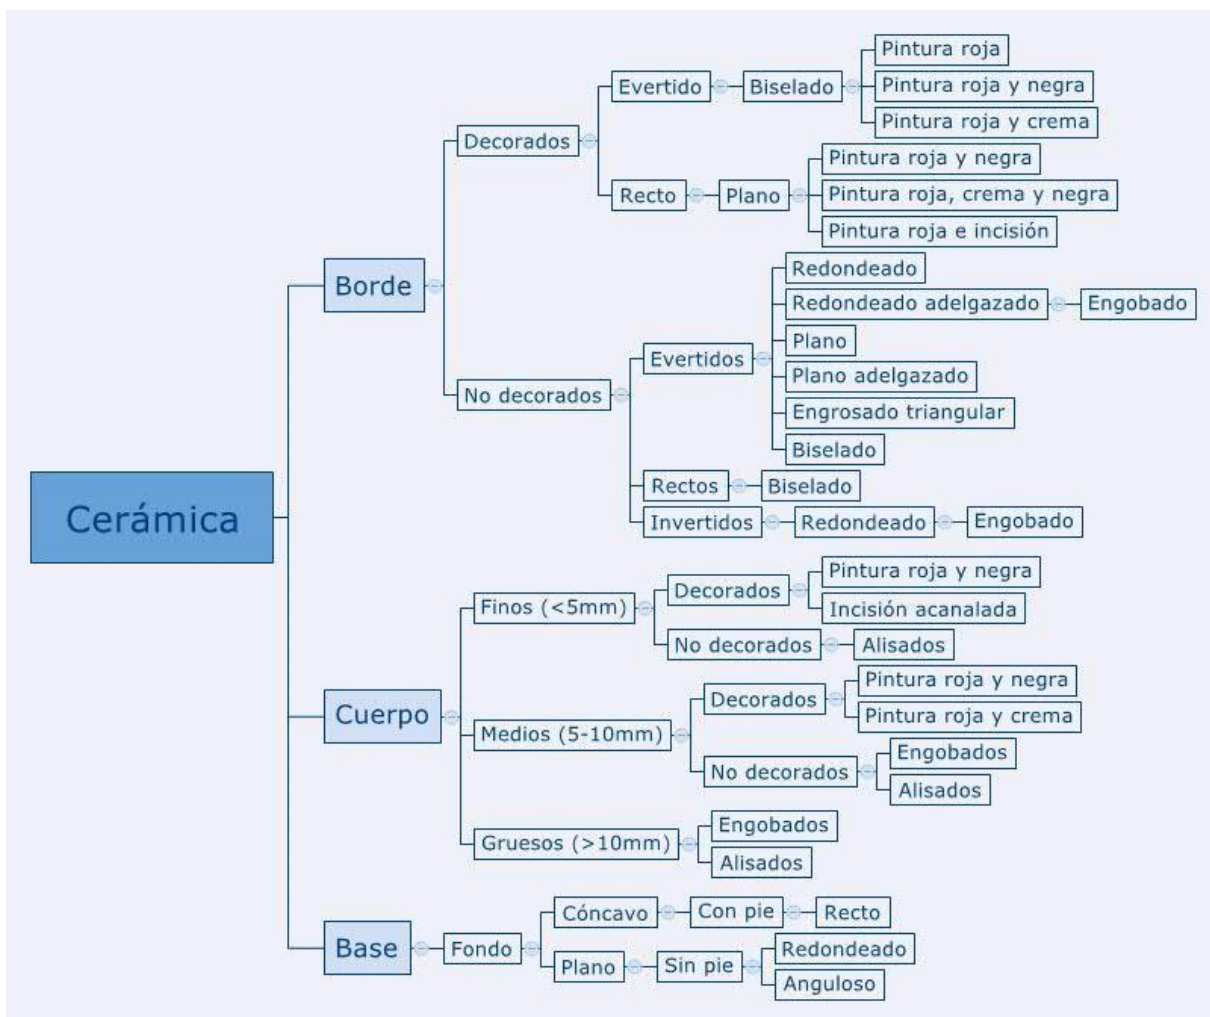 Cerámica
Borde
Decorados
Evertido
Biselado
Pintura roja
Pintura roja y negra
Pintura roja y crema
Recto
Plano
Pintura roja y negra
Pintura roja, crema y negra
Pintura roja e incisión
No decorados
Evertidos
Redondeado
Redondeado adelgazado
Engobado
Plano
Plano adelgazado
Engrosado triangular
Biselado
Rectos
Biselado
Invertidos
Redondeado
Engobado
Cuerpo
Finos (<5mm)
Decorados
Pintura roja y negra
Incisión acanalada
No decorados
Alisados
Medios (5-10mm)
Decorados
Pintura roja y negra
Pintura roja y crema
No decorados
Engobados
Alisados
Gruesos (>10mm)
Engobados
Alisados
Base
Fondo
Cóncavo
Con pie
Recto
Plano
Sin pie
Redondeado
Anguloso